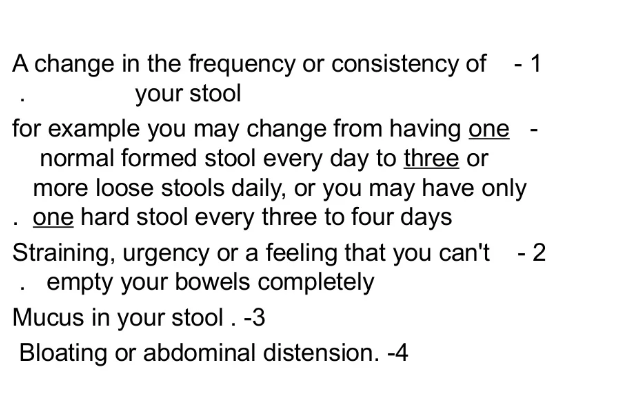 A change in the frequency or consistency of - 1
. your stool
for example you may change from having one -
normal formed stool every day to three or
more loose stools daily, or you may have only
. one hard stool every three to four days
Straining, urgency or a feeling that you can't - 2
. empty your bowels completely
Mucus in your stool . -3
Bloating or abdominal distension. -4